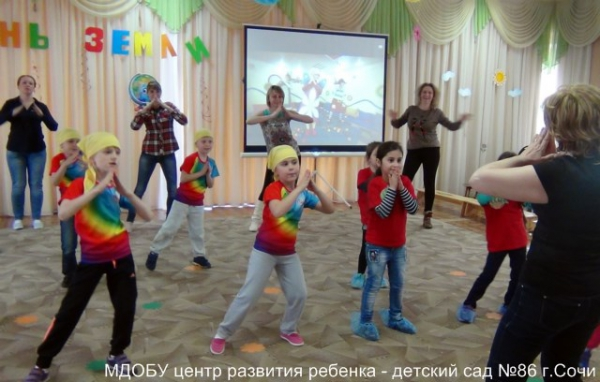 НЬ ЗЕМЛИ
МДОБУ центр развития ребенка - детский сад №86 г.Сочи